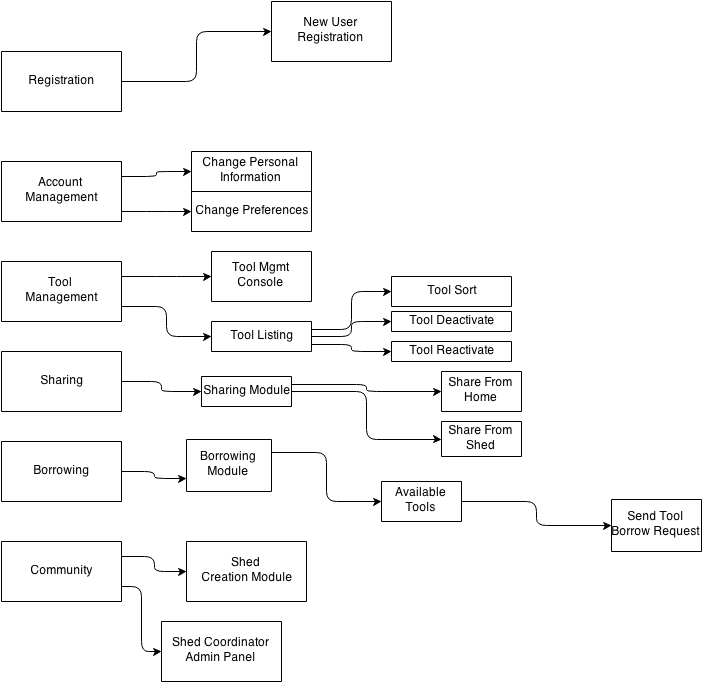 New User
Registration
Registration
Account
Management
Change Personal
Information
Change Preferences
Tool
Management
Tool Mgmt
Console
Tool Listing
Tool Sort
Tool Deactivate
Tool Reactivate
Sharing
Sharing Module
Share From
Home
Share From
Shed
Borrowing
Borrowing
Module
Available
Tools
Send Tool
Borrow Request
Community
Shed
Creation Module
Shed Coordinator
Admin Panel